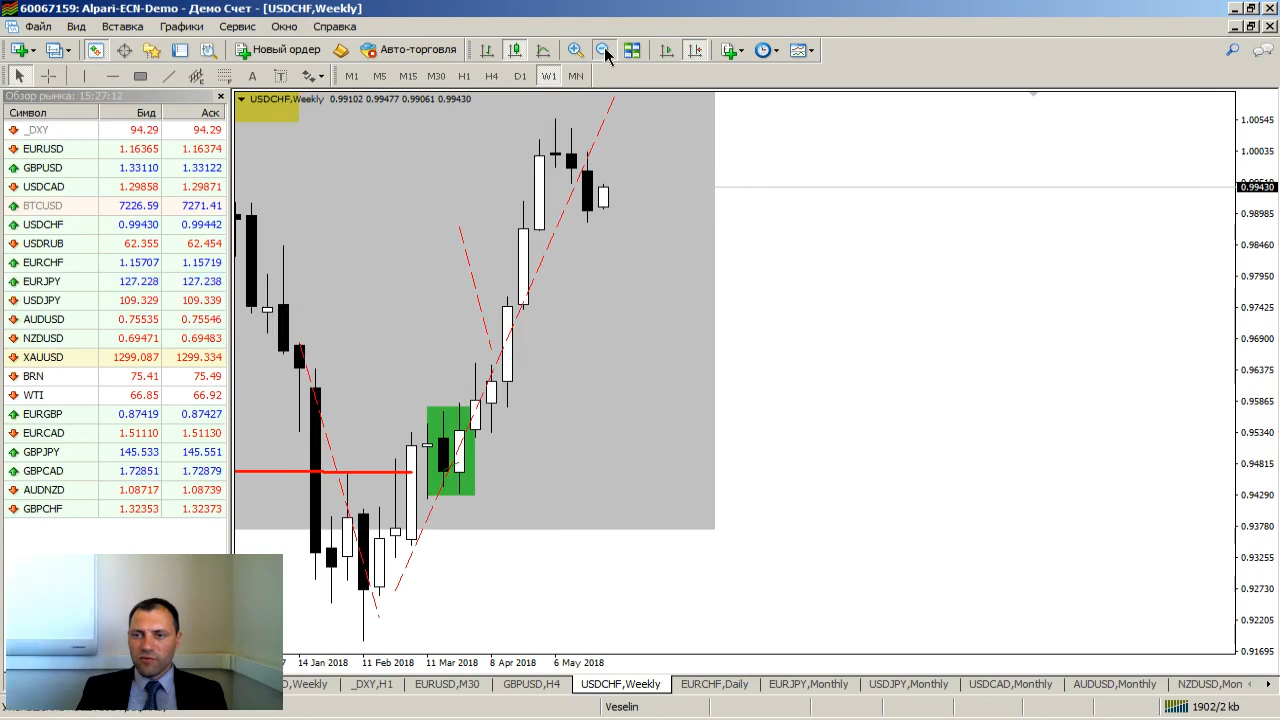 60067159: Alpari-ECN-Demo - Демо Счет - [USDCHF,Weekly]
Файл Вид Вставка Графики Сервис Окно Справка
Новый ордер Авто-торговля
A T M1 M5 M15 M30 H1 H4 D1 W1 MN
Обзор рынка: 15:27:12
Символ Бид Аск
_DXY 94.29 94.29
EURUSD 1.16365 1.16374
GBPUSD 1.33110 1.33122
USDCAD 1.29858 1.29871
BTCUSD 7226.59 7271.41
USDCHF 0.99430 0.99442
USDRUB 62.355 62.454
EURCHF 1.15707 1.15719
EURJPY 127.228 127.238
USDJPY 109.329 109.339
AUDUSD 0.75535 0.75546
NZDUSD 0.69471 0.69483
XAUUSD 1299.087 1299.334
BRN 75.41 75.49
WTI 66.85 66.92
EURGBP 0.87419 0.87427
EURCAD 1.51110 1.51130
GBPJPY 145.533 145.551
GBPCAD 1.72851 1.72879
AUDNZD 1.08717 1.08739
GBPCHF 1.32353 1.32373
USDCHF,Weekly 0.99102 0.99477 0.99061 0.99430
1.00545
1.00035
0.99430
0.98985
0.98460
0.97950
0.97425
0.96900
0.96375
0.95865
0.95340
0.94815
0.94290
0.93780
0.93255
0.92730
0.92205
0.91695
14 Jan 2018 11 Feb 2018 11 Mar 2018 8 Apr 2018 6 May 2018
D,Weekly _DXY,H1 EURUSD,M30 GBPUSD,H4 USDCHF,Weekly EURCHF,Daily EURJPY,Monthly USDJPY,Monthly USDCAD,Monthly AUDUSD,Monthly NZDUSD,Mon
Veselin 1902/2 kb